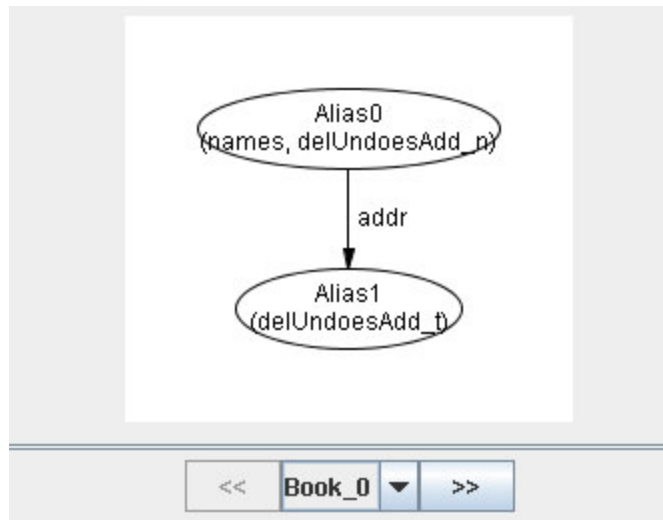 Alias0
(names, delUndoesAdd_n)
addr
Alias1
(delUndoesAdd_t)
<< Book_0 >>